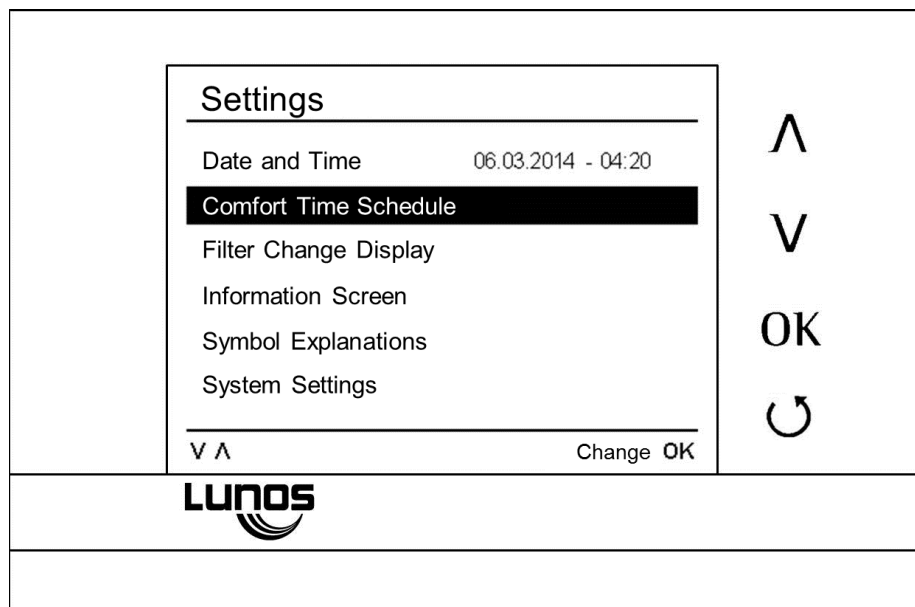 Settings
Date and Time 06.03.2014 - 04:20
Comfort Time Schedule
Filter Change Display
Information Screen
Symbol Explanations
System Settings
V Λ Change OK
Λ
V
OK
LUNOS